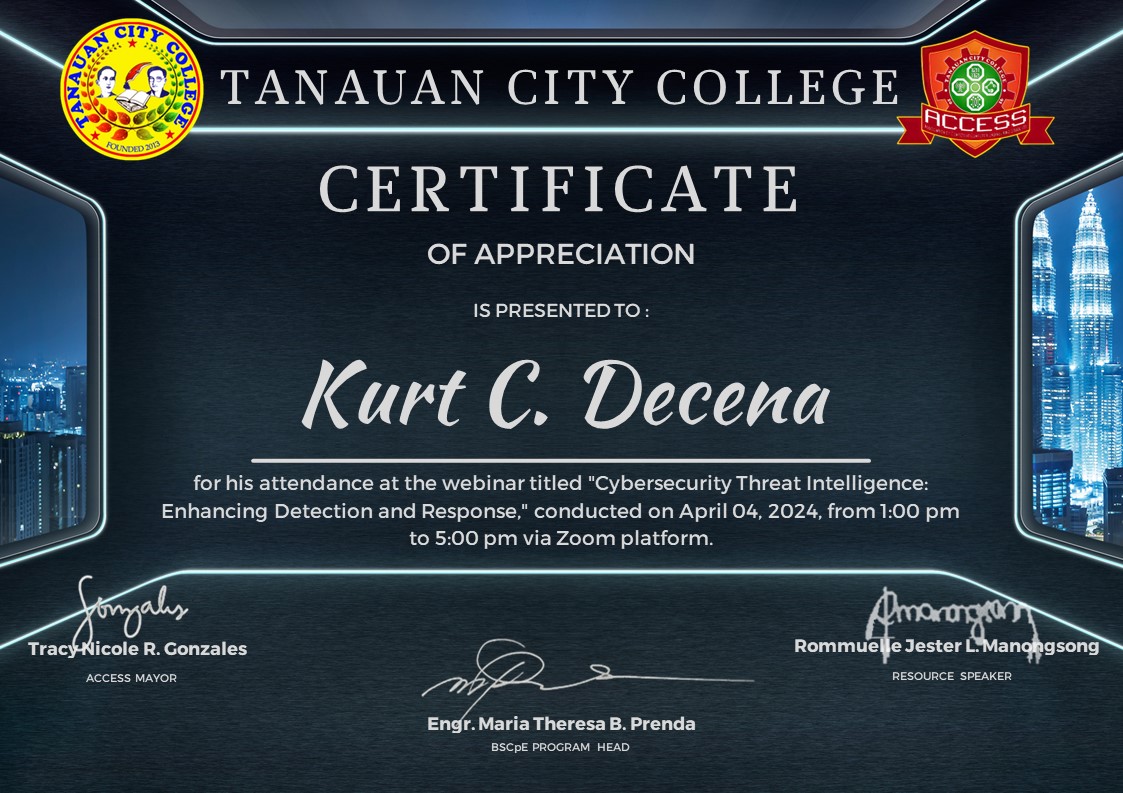 TANAUAN CITY COLLEGE
FOUNDED 2013
TANAUAN CITY COLLEGE
TANAUAN CITY COLLEGE
ACCESS
CERTIFICATE
OF APPRECIATION
IS PRESENTED TO :
Kurt C. Decena
for his attendance at the webinar titled "Cybersecurity Threat Intelligence:
Enhancing Detection and Response," conducted on April 04, 2024, from 1:00 pm
to 5:00 pm via Zoom platform.
Gonzales
Tracy Nicole R. Gonzales
ACCESS MAYOR
Rommuelle Jester L. Manongsong
RESOURCE SPEAKER
Engr. Maria Theresa B. Prenda
BSCpE PROGRAM HEAD